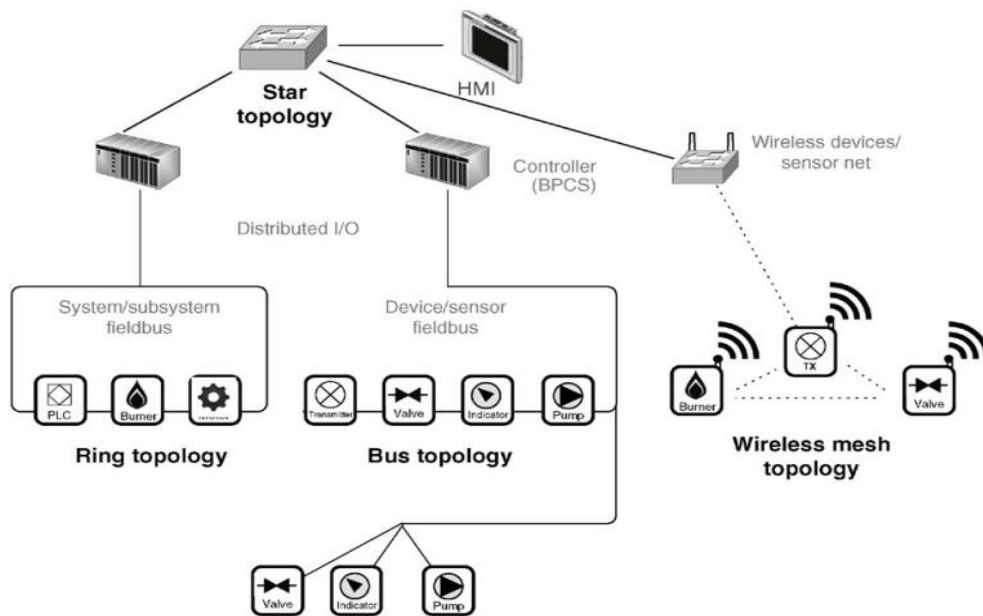 HMI
Star
topology
Wireless devices/
sensor net
Controller
(BPCS)
Distributed I/O
System/subsystem
fieldbus
Device/sensor
fieldbus
TX
PLC
Burner
Transmitter
Valve
Indicator
Pump
Burner
Valve
Ring topology
Bus topology
Wireless mesh
topology
Valve
Indicator
Pump